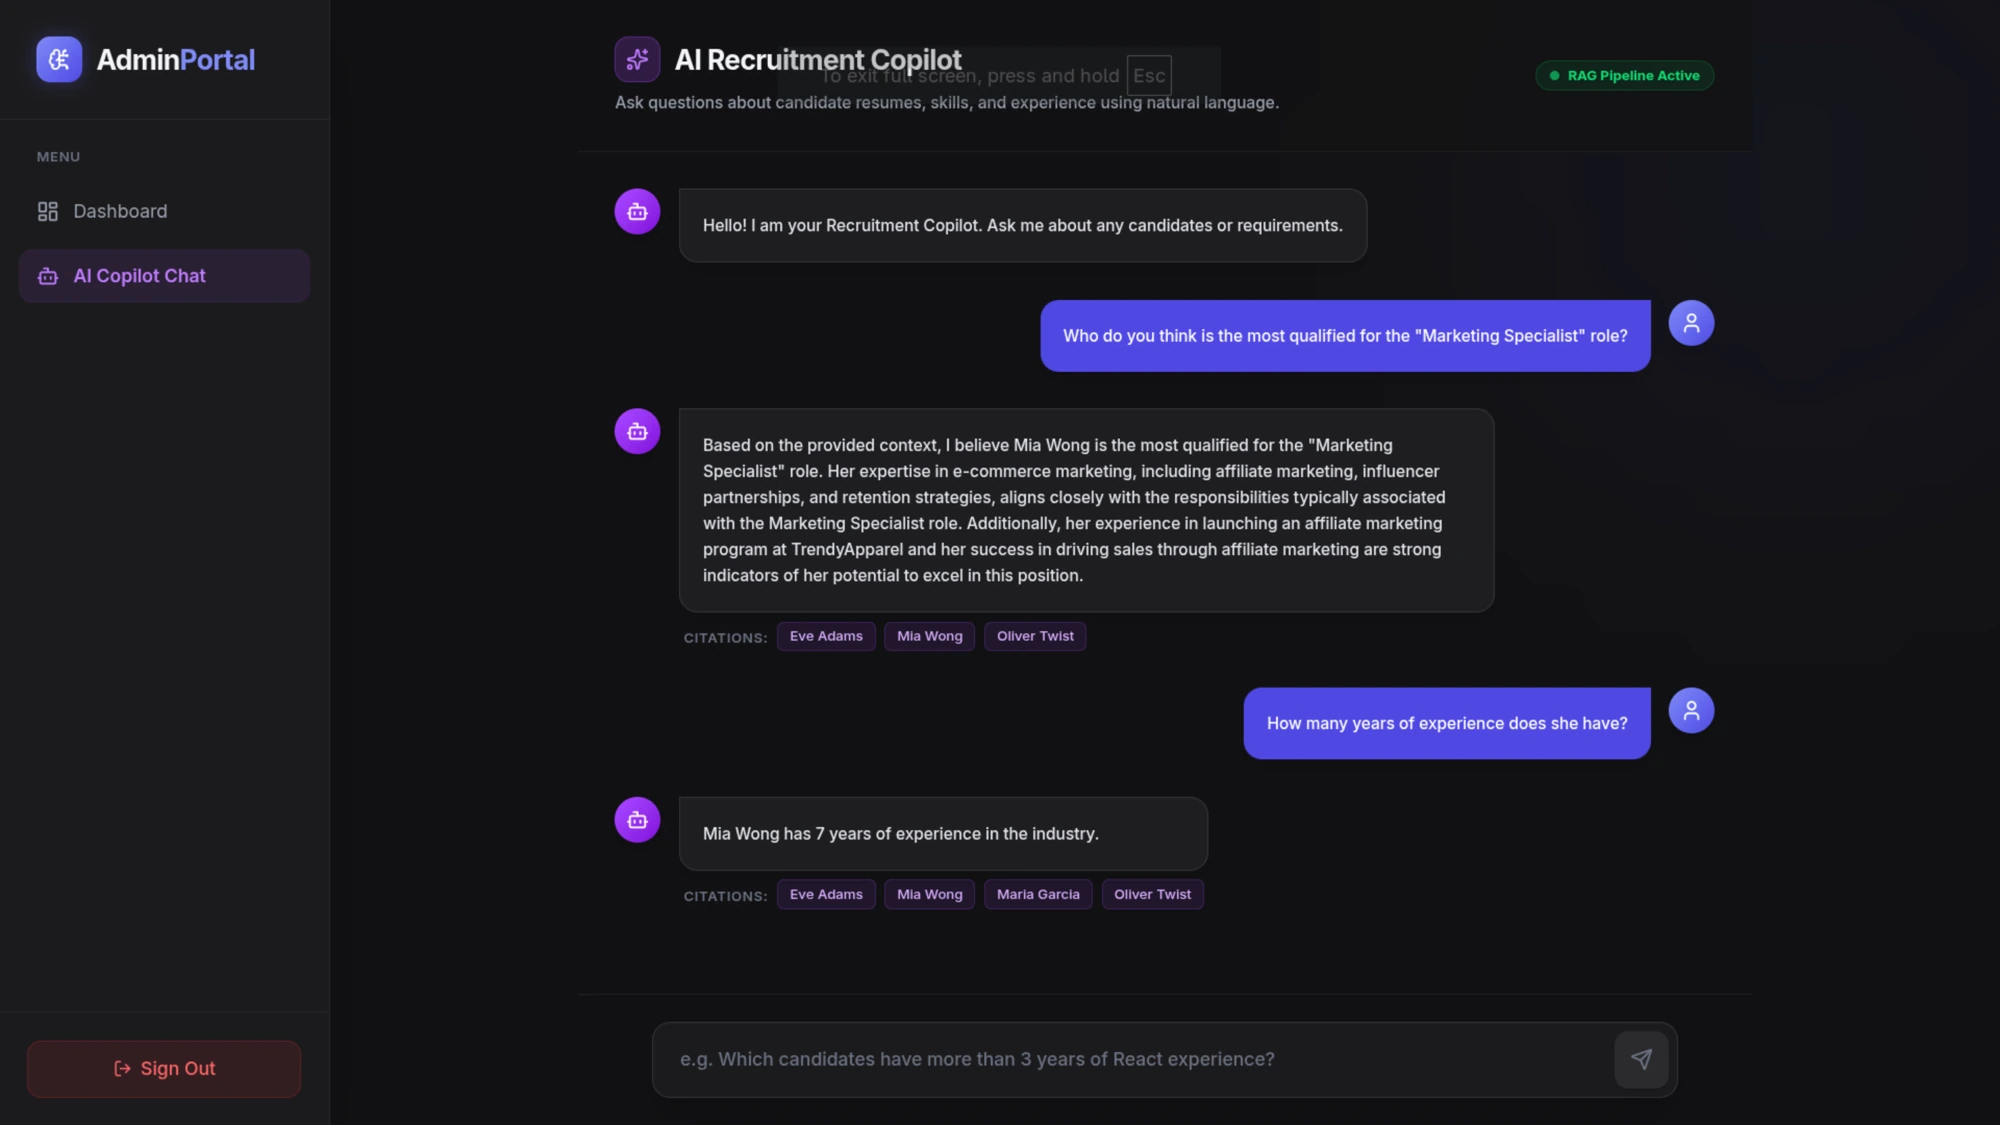 AdminPortal
MENU
Dashboard
AI Copilot Chat
Sign Out
AI Recruitment Copilot
To exit full screen, press and hold Esc
Ask questions about candidate resumes, skills, and experience using natural language.
RAG Pipeline Active
Hello! I am your Recruitment Copilot. Ask me about any candidates or requirements.
Who do you think is the most qualified for the "Marketing Specialist" role?
Based on the provided context, I believe Mia Wong is the most qualified for the "Marketing
Specialist" role. Her expertise in e-commerce marketing, including affiliate marketing, influencer
partnerships, and retention strategies, aligns closely with the responsibilities typically associated
with the Marketing Specialist role. Additionally, her experience in launching an affiliate marketing
program at TrendyApparel and her success in driving sales through affiliate marketing are strong
indicators of her potential to excel in this position.
CITATIONS: Eve Adams Mia Wong Oliver Twist
How many years of experience does she have?
Mia Wong has 7 years of experience in the industry.
CITATIONS: Eve Adams Mia Wong Maria Garcia Oliver Twist
e.g. Which candidates have more than 3 years of React experience?